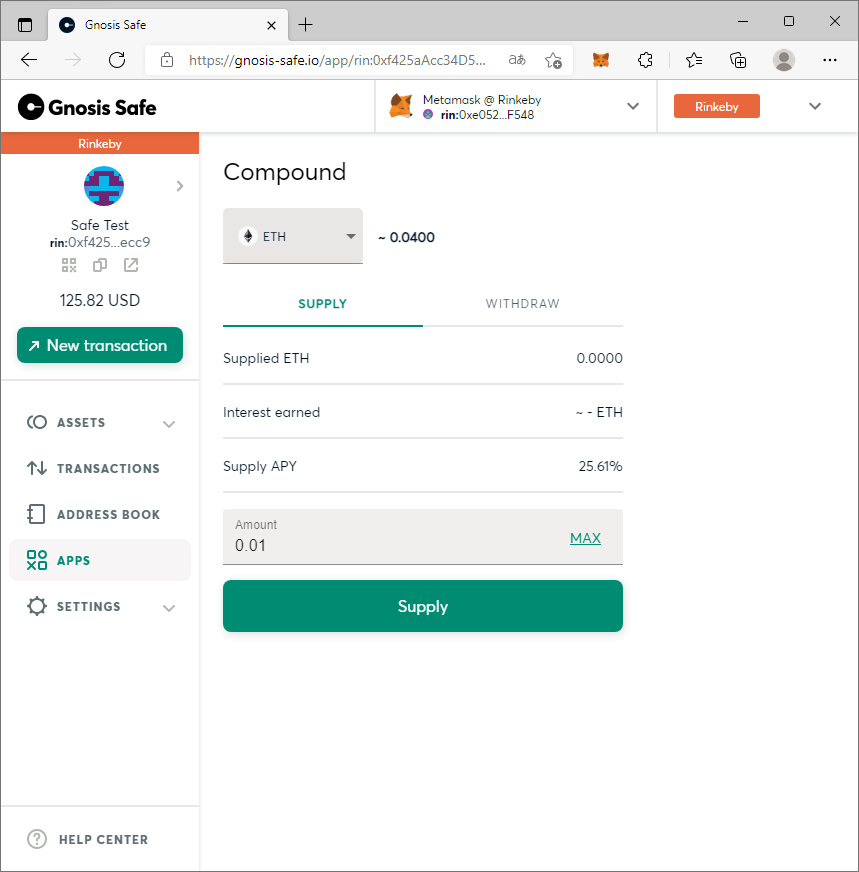 Gnosis Safe
https://gnosis-safe.io/app/rin:0xf425aAcc34D5...
aあ
Gnosis Safe
Metamask @ Rinkeby
rin:0xe052...F548
Rinkeby
Rinkeby
Safe Test
rin:0xf425...ecc9
125.82 USD
New transaction
ASSETS
TRANSACTIONS
ADDRESS BOOK
APPS
SETTINGS
HELP CENTER
Compound
ETH
~ 0.0400
SUPPLY
WITHDRAW
Supplied ETH
0.0000
Interest earned
~ - ETH
Supply APY
25.61%
Amount
0.01
MAX
Supply